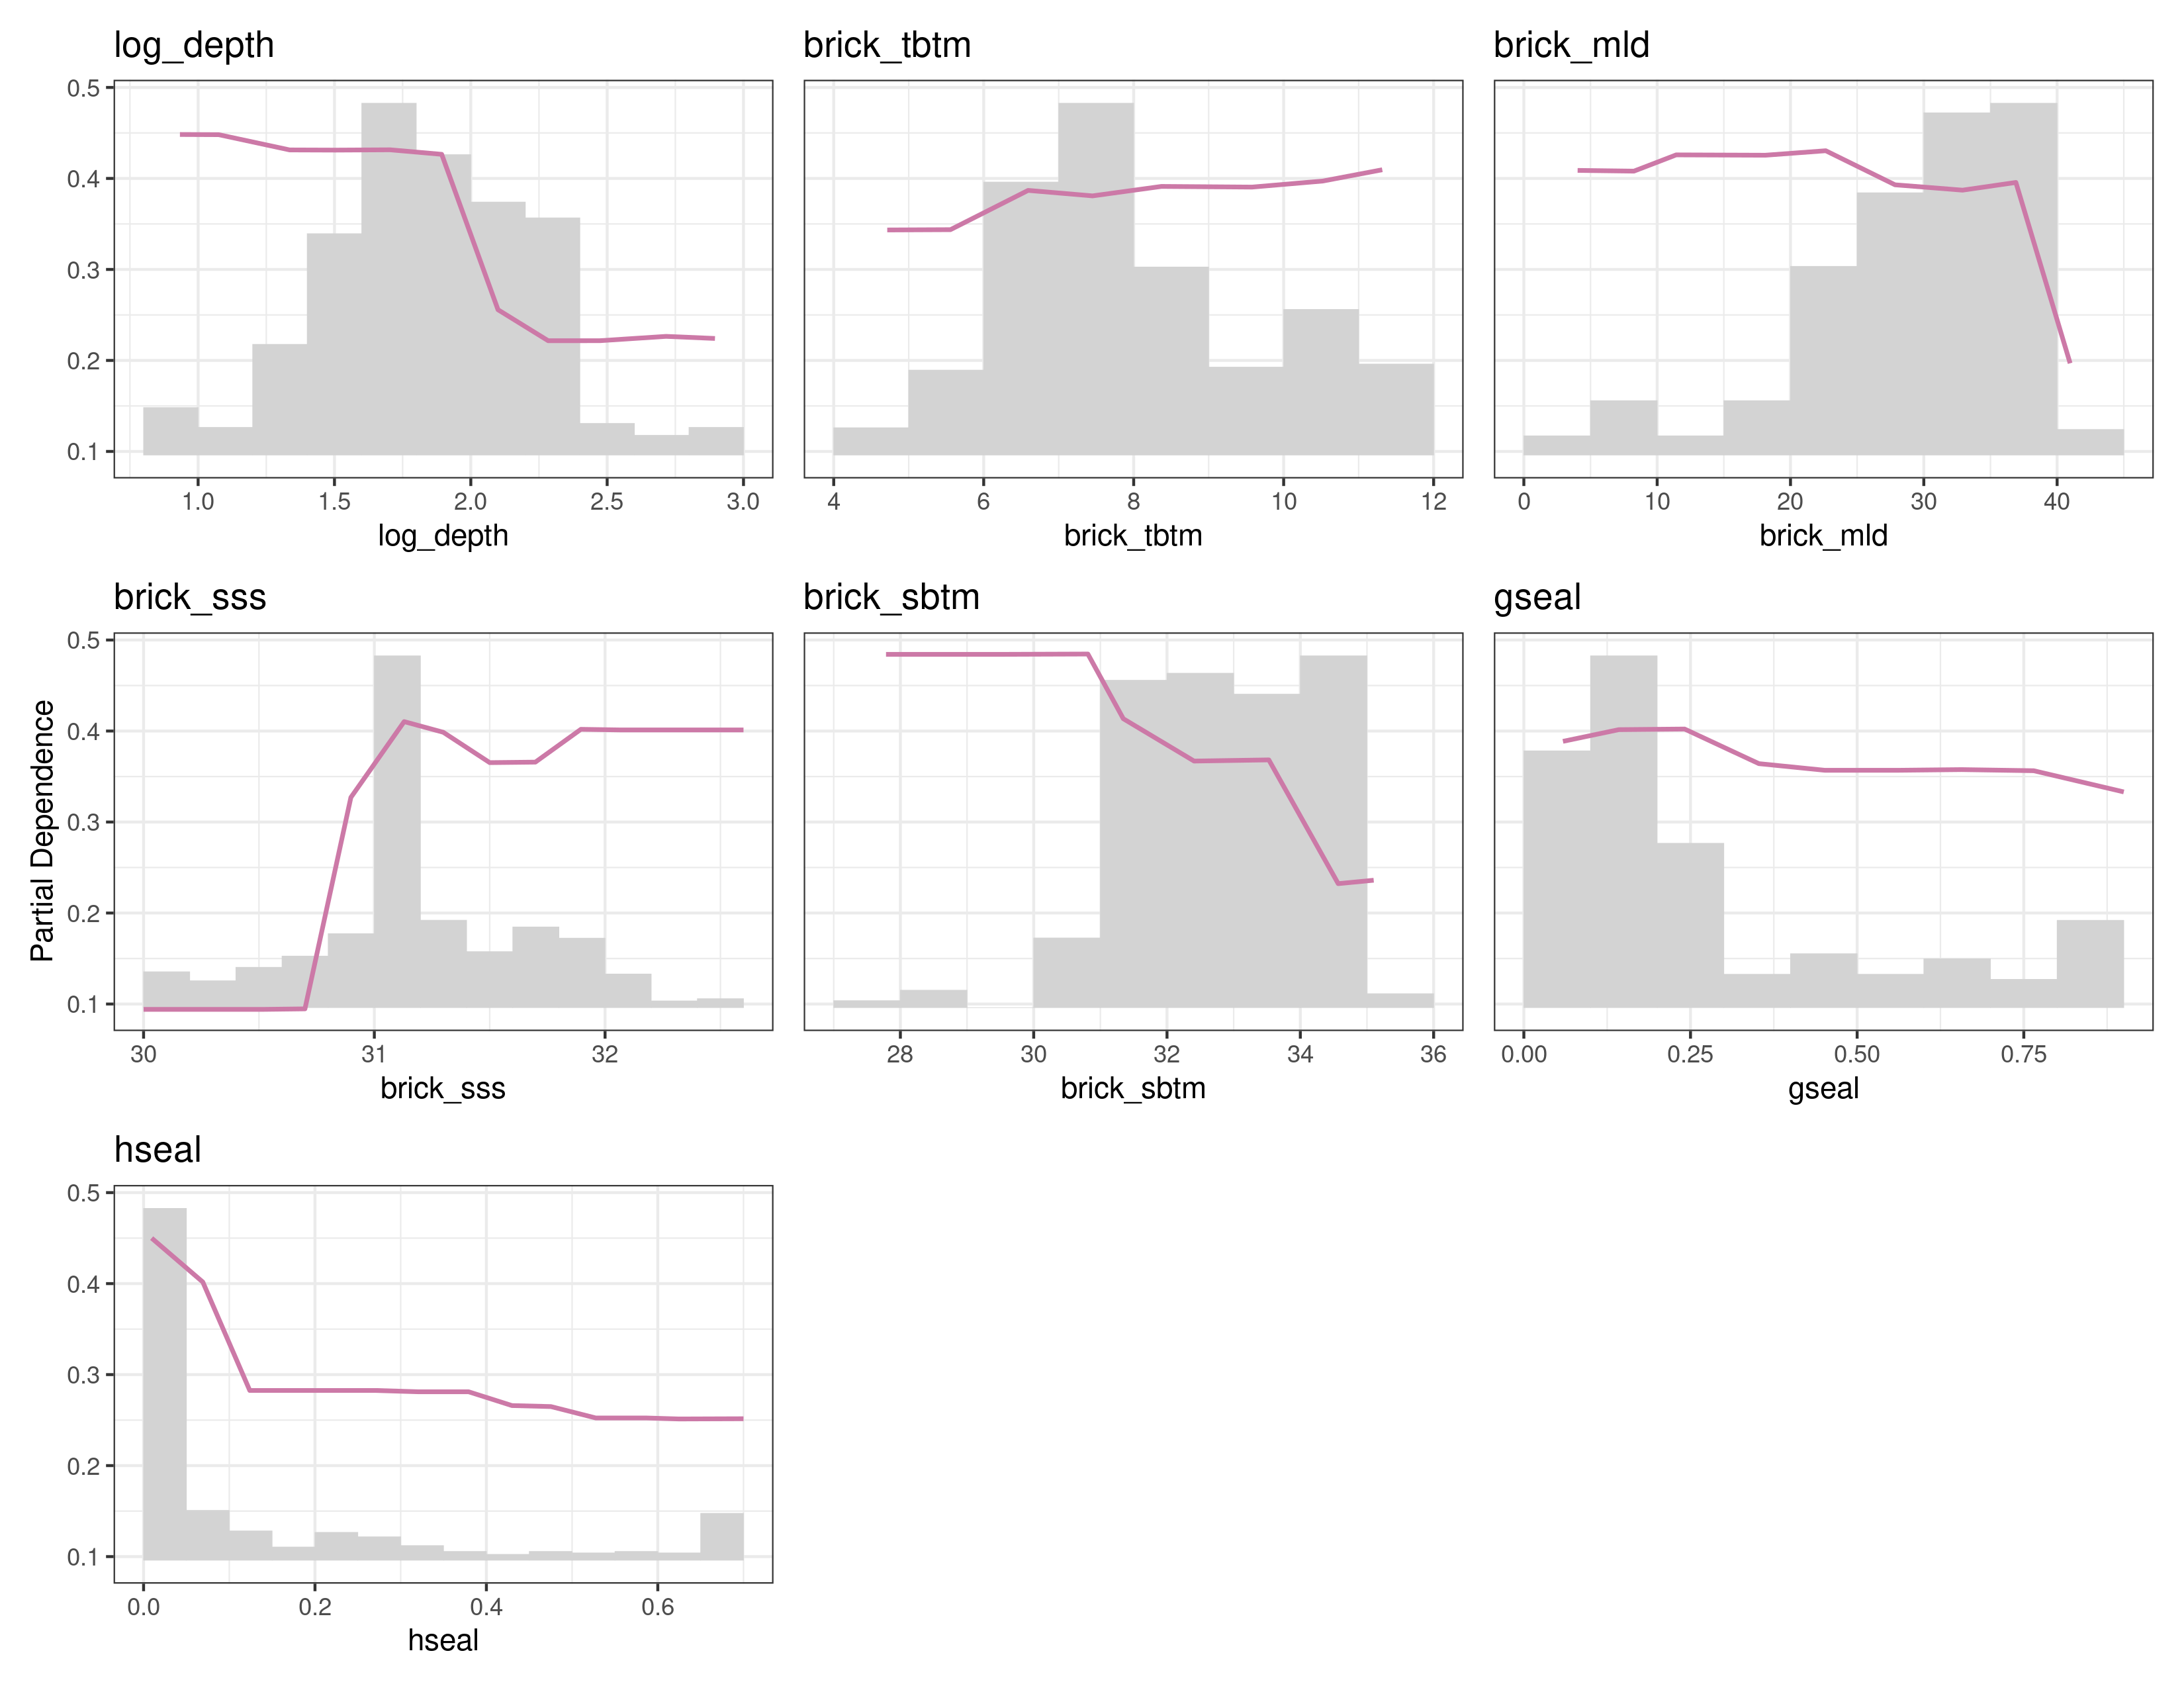 log_depth brick_tbtm brick_mld
0.5
0.4
0.3
0.2
0.1
1.0 1.5 2.0 2.5 3.0 4 6 8 10 12 0 10 20 30 40
log_depth brick_tbtm brick_mld
brick_sss brick_sbtm gseal
Partial Dependence
0.5
0.4
0.3
0.2
0.1
30 31 32 28 30 32 34 36 0.00 0.25 0.50 0.75
brick_sss brick_sbtm gseal
hseal
0.5
0.4
0.3
0.2
0.1
0.0 0.2 0.4 0.6
hseal